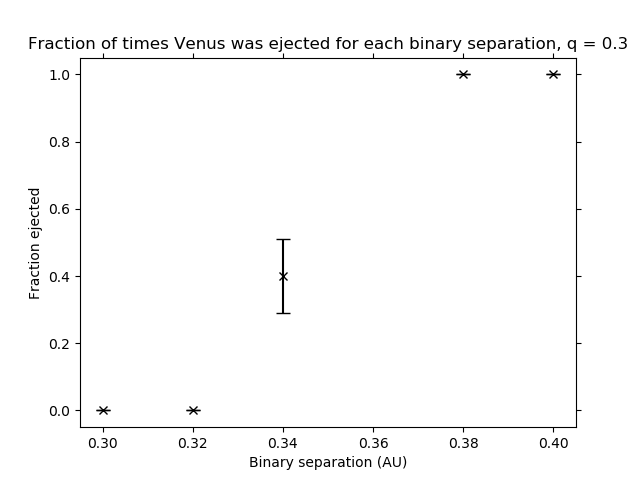 Fraction of times Venus was ejected for each binary separation, q = 0.3
1.0
0.8
0.6
0.4
0.2
0.0
Fraction ejected
0.30 0.32 0.34 0.36 0.38 0.40
Binary separation (AU)